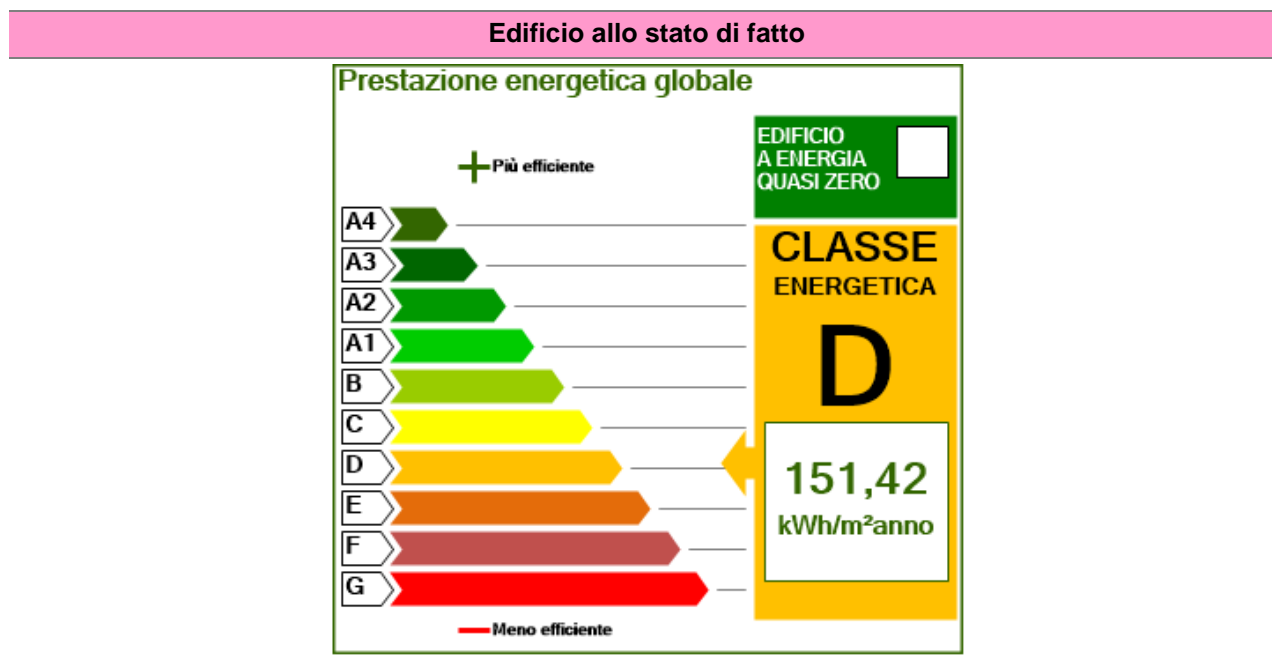 Edificio allo stato di fatto
Prestazione energetica globale
EDIFICIO
A ENERGIA
QUASI ZERO
Più efficiente
A4
A3
A2
A1
B
C
D
E
F
G
Meno efficiente
CLASSE
ENERGETICA
D
151,42
kWh/m²anno